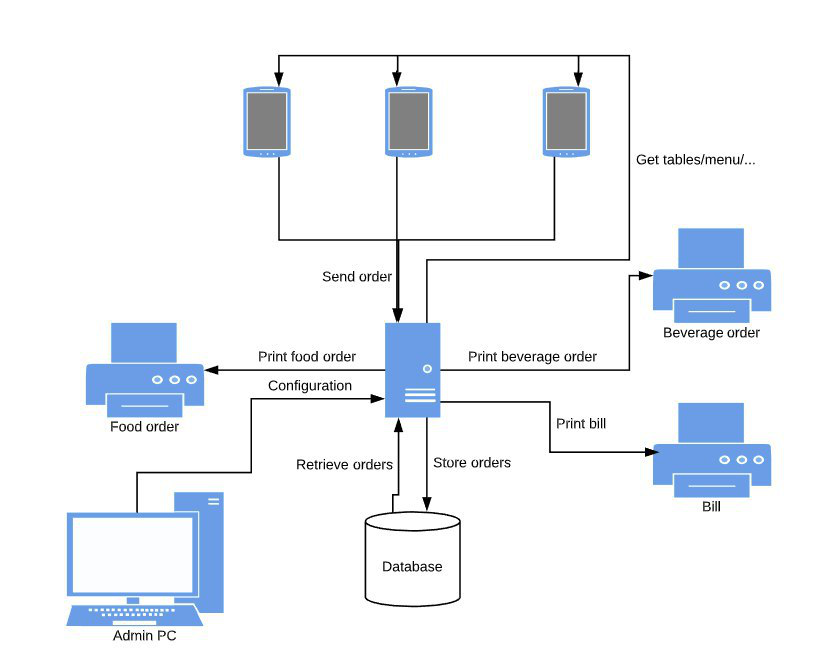 Get tables/menu/...
Send order
Beverage order
Print food order
Print beverage order
Configuration
Food order
Print bill
Retrieve orders
Store orders
Bill
Database
Admin PC